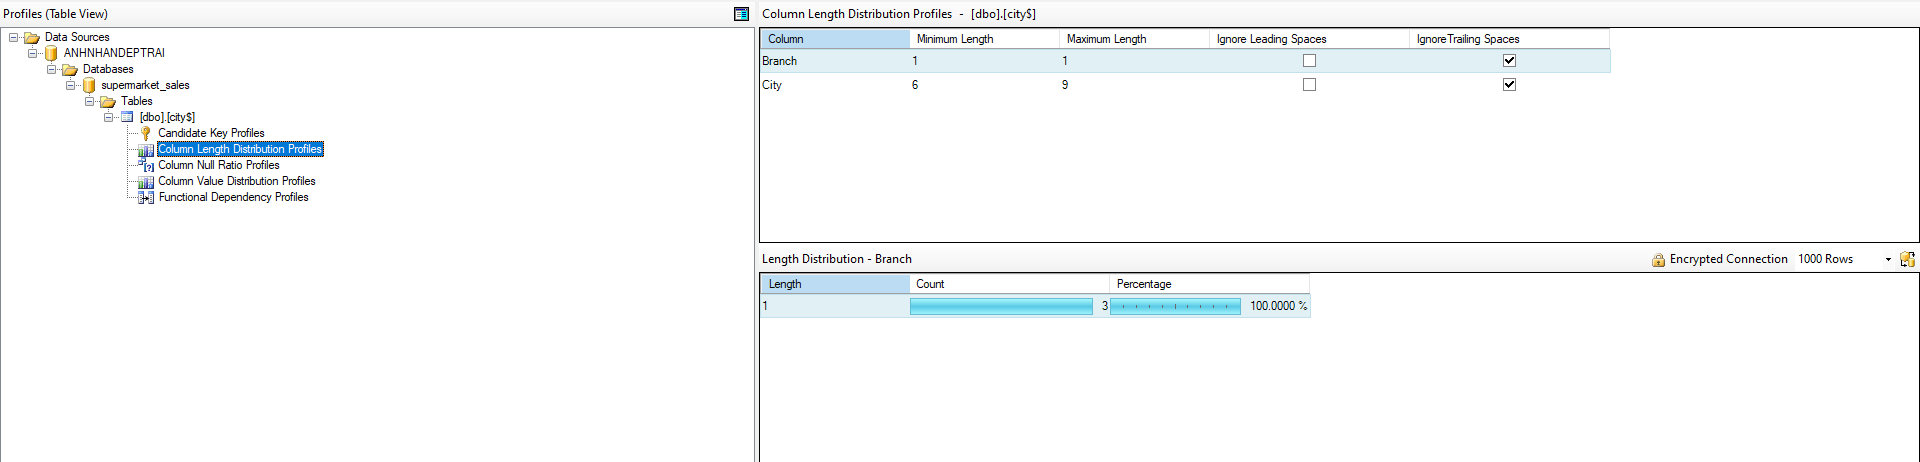 Profiles (Table View)
Data Sources
ANHNHANDEPTRAI
Databases
supermarket_sales
Tables
[dbo].[city$]
Candidate Key Profiles
Column Length Distribution Profiles
Column Null Ratio Profiles
Column Value Distribution Profiles
Functional Dependency Profiles
Column Length Distribution Profiles - [dbo].[city$]
Column Minimum Length Maximum Length Ignore Leading Spaces Ignore Trailing Spaces
Branch 1 1
City 6 9
Length Distribution - Branch Encrypted Connection 1000 Rows
Length Count Percentage
1 3 100.0000 %